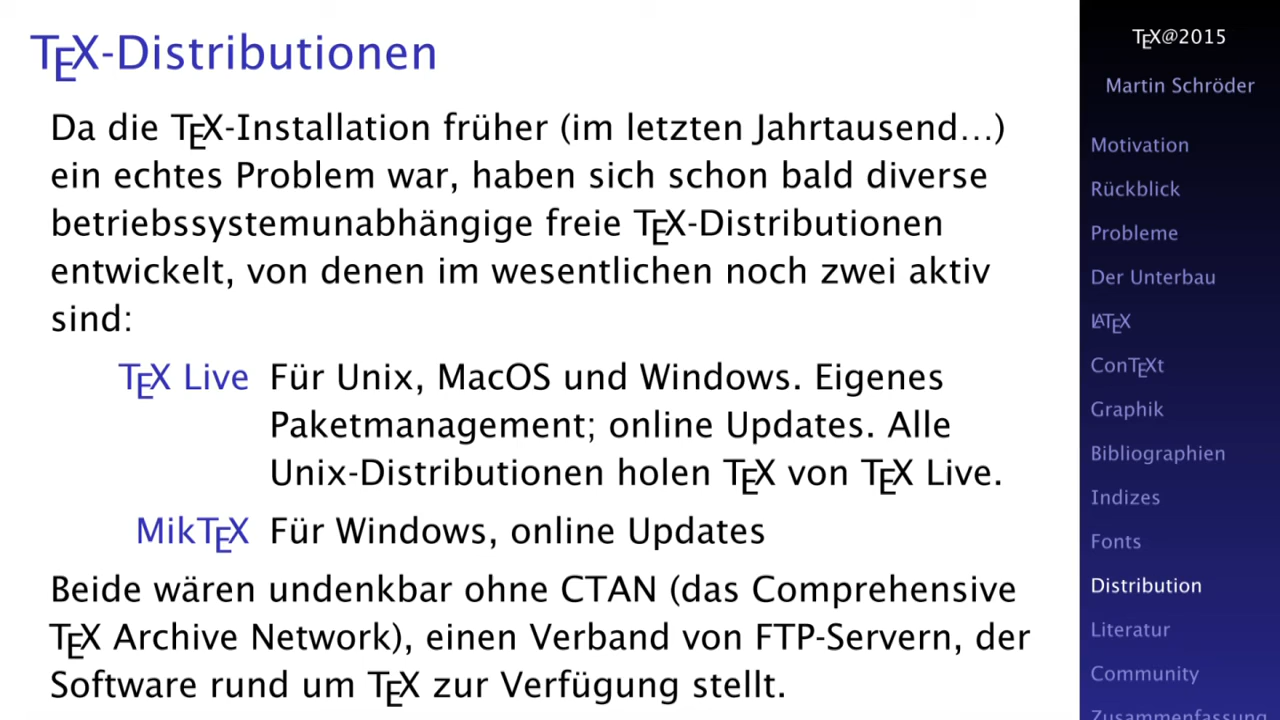 TEX-Distributionen
Da die TEX-Installation früher (im letzten Jahrtausend…)
ein echtes Problem war, haben sich schon bald diverse
betriebssystemunabhängige freie TEX-Distributionen
entwickelt, von denen im wesentlichen noch zwei aktiv
sind:
TEX Live Für Unix, MacOS und Windows. Eigenes
Paketmanagement; online Updates. Alle
Unix-Distributionen holen TEX von TEX Live.
MikTEX Für Windows, online Updates
Beide wären undenkbar ohne CTAN (das Comprehensive
TEX Archive Network), einen Verband von FTP-Servern, der
Software rund um TEX zur Verfügung stellt.
TEX@2015
Martin Schröder
Motivation
Rückblick
Probleme
Der Unterbau
LATEX
ConTEXt
Graphik
Bibliographien
Indizes
Fonts
Distribution
Literatur
Community
Zusammenfassung